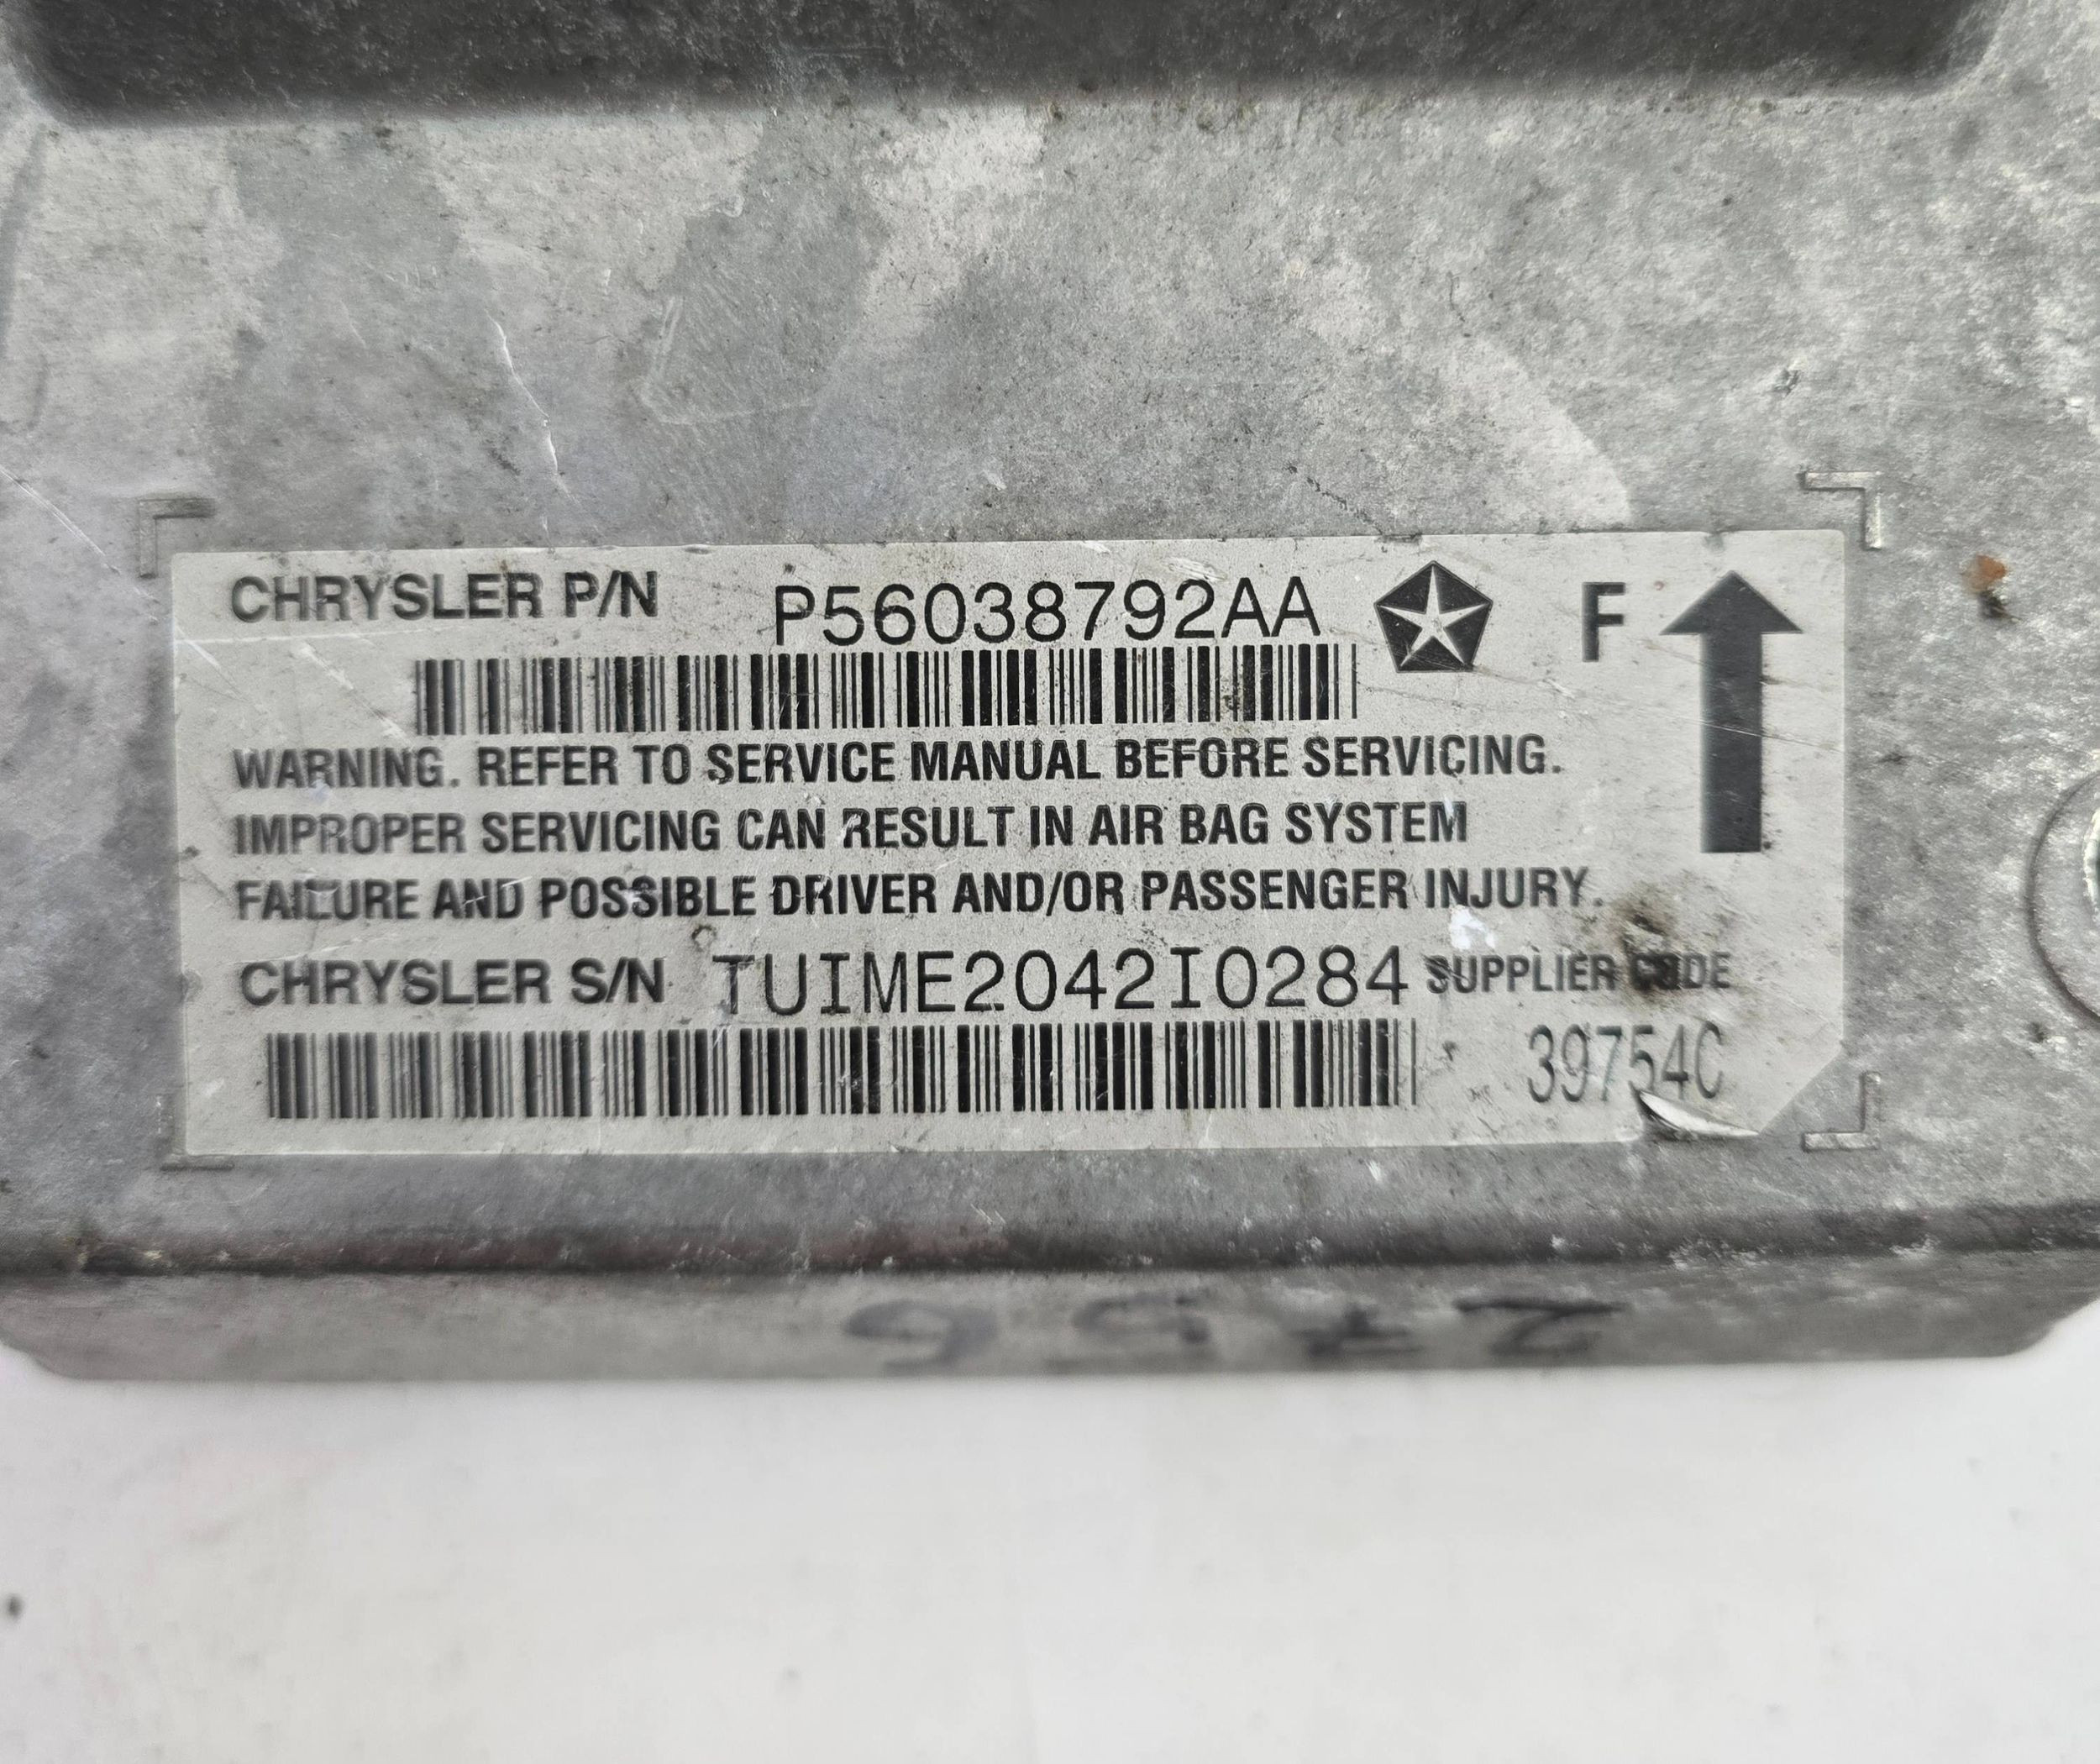 CHRYSLER P/N P56038792AA F
WARNING. REFER TO SERVICE MANUAL BEFORE SERVICING.
IMPROPER SERVICING CAN RESULT IN AIR BAG SYSTEM
FAILURE AND POSSIBLE DRIVER AND/OR PASSENGER INJURY.
CHRYSLER S/N TUIME2042I0284 SUPPLIER CODE
39754C